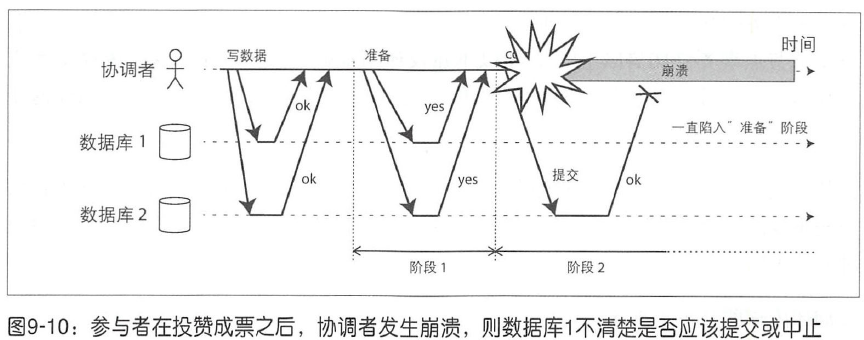 时间
写数据
准备
协调者
崩溃
ok
yes
数据库 1
一直陷入"准备"阶段
ok
yes
提交
ok
数据库 2
阶段 1
阶段 2
图9-10：参与者在投赞成票之后，协调者发生崩溃，则数据库1不清楚是否应该提交或中止